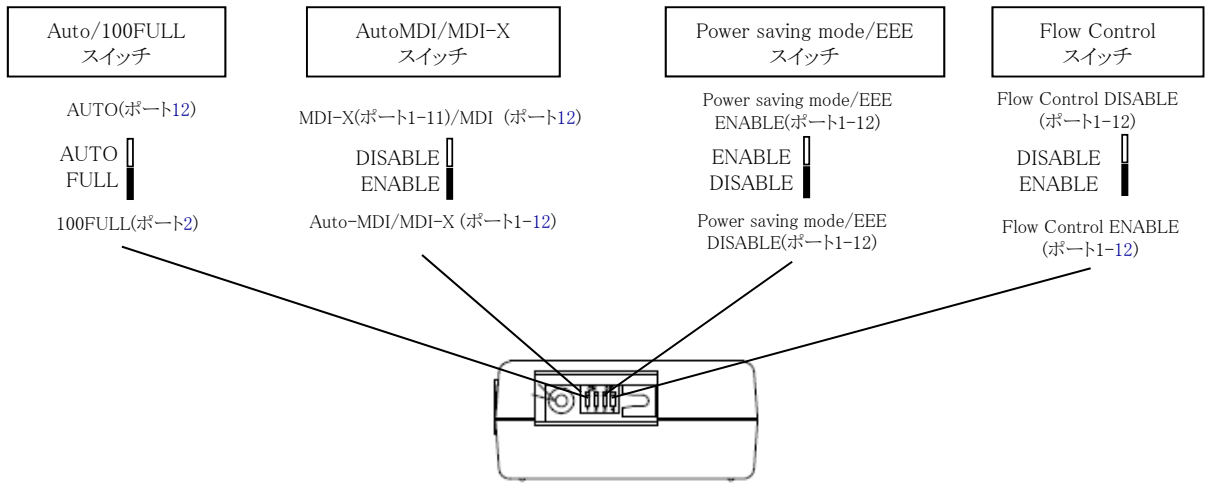 Auto/100FULL
スイッチ
AutoMDI/MDI-X
スイッチ
Power saving mode/EEE
スイッチ
Flow Control
スイッチ
AUTO(ポート12)
AUTO
FULL
100FULL(ポート2)
MDI-X(ポート1-11)/MDI (ポート12)
DISABLE
ENABLE
Auto-MDI/MDI-X (ポート1-12)
Power saving mode/EEE
ENABLE(ポート1-12)
ENABLE
DISABLE
Power saving mode/EEE
DISABLE(ポート1-12)
Flow Control DISABLE
(ポート1-12)
DISABLE
ENABLE
Flow Control ENABLE
(ポート1-12)